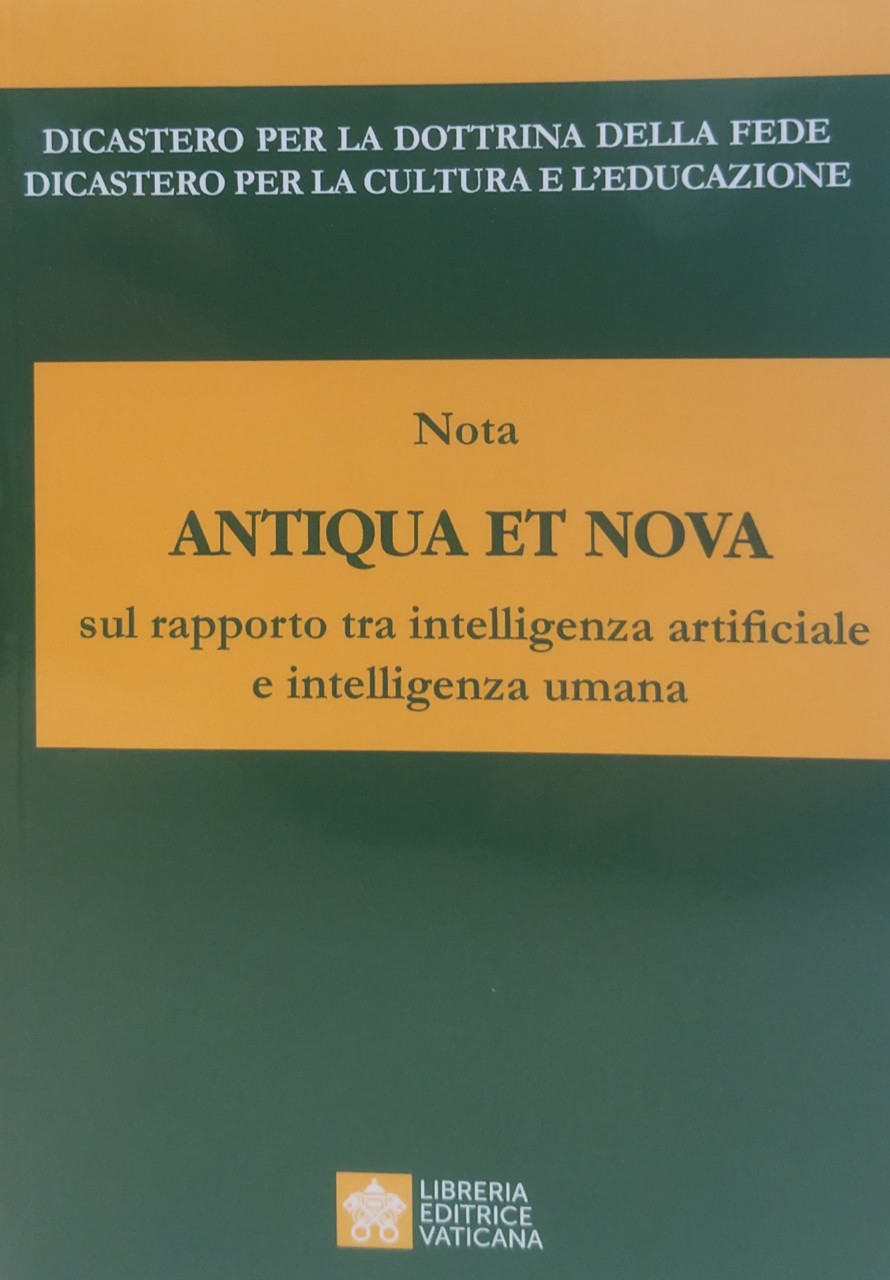 DICASTERO PER LA DOTTRINA DELLA FEDE
DICASTERO PER LA CULTURA E L’EDUCAZIONE
Nota
ANTIQUA ET NOVA
sul rapporto tra intelligenza artificiale
e intelligenza umana
LIBRERIA
EDITRICE
VATICANA